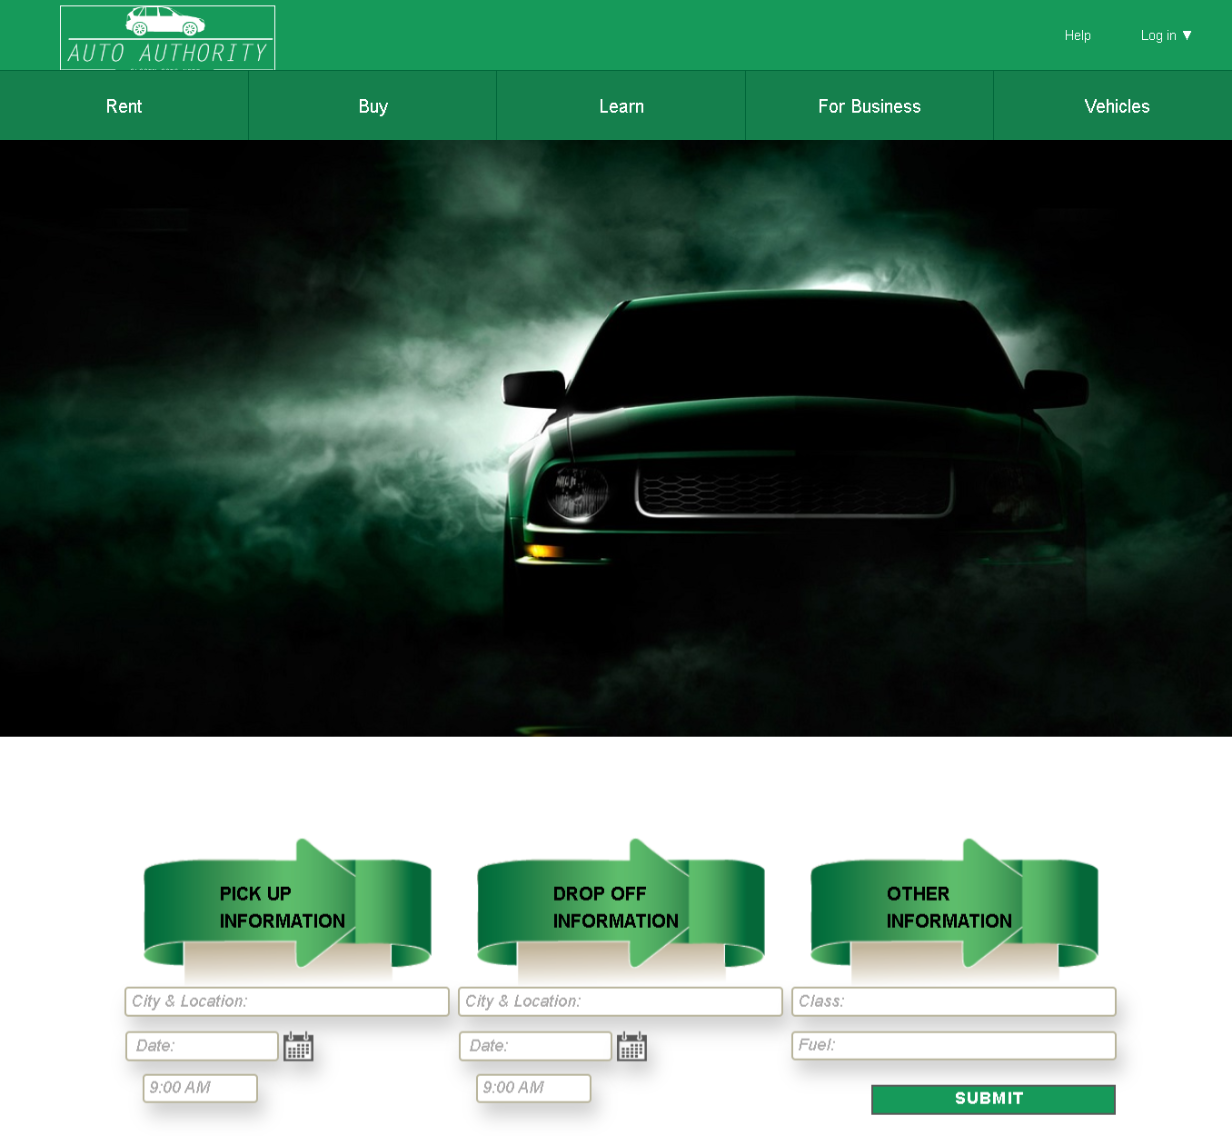 AUTO AUTHORITY
Help
Log in ▼
Rent
Buy
Learn
For Business
Vehicles
PICK UP
INFORMATION
DROP OFF
INFORMATION
OTHER
INFORMATION
City & Location:
City & Location:
Class:
Date:
Date:
Fuel:
9:00 AM
9:00 AM
SUBMIT